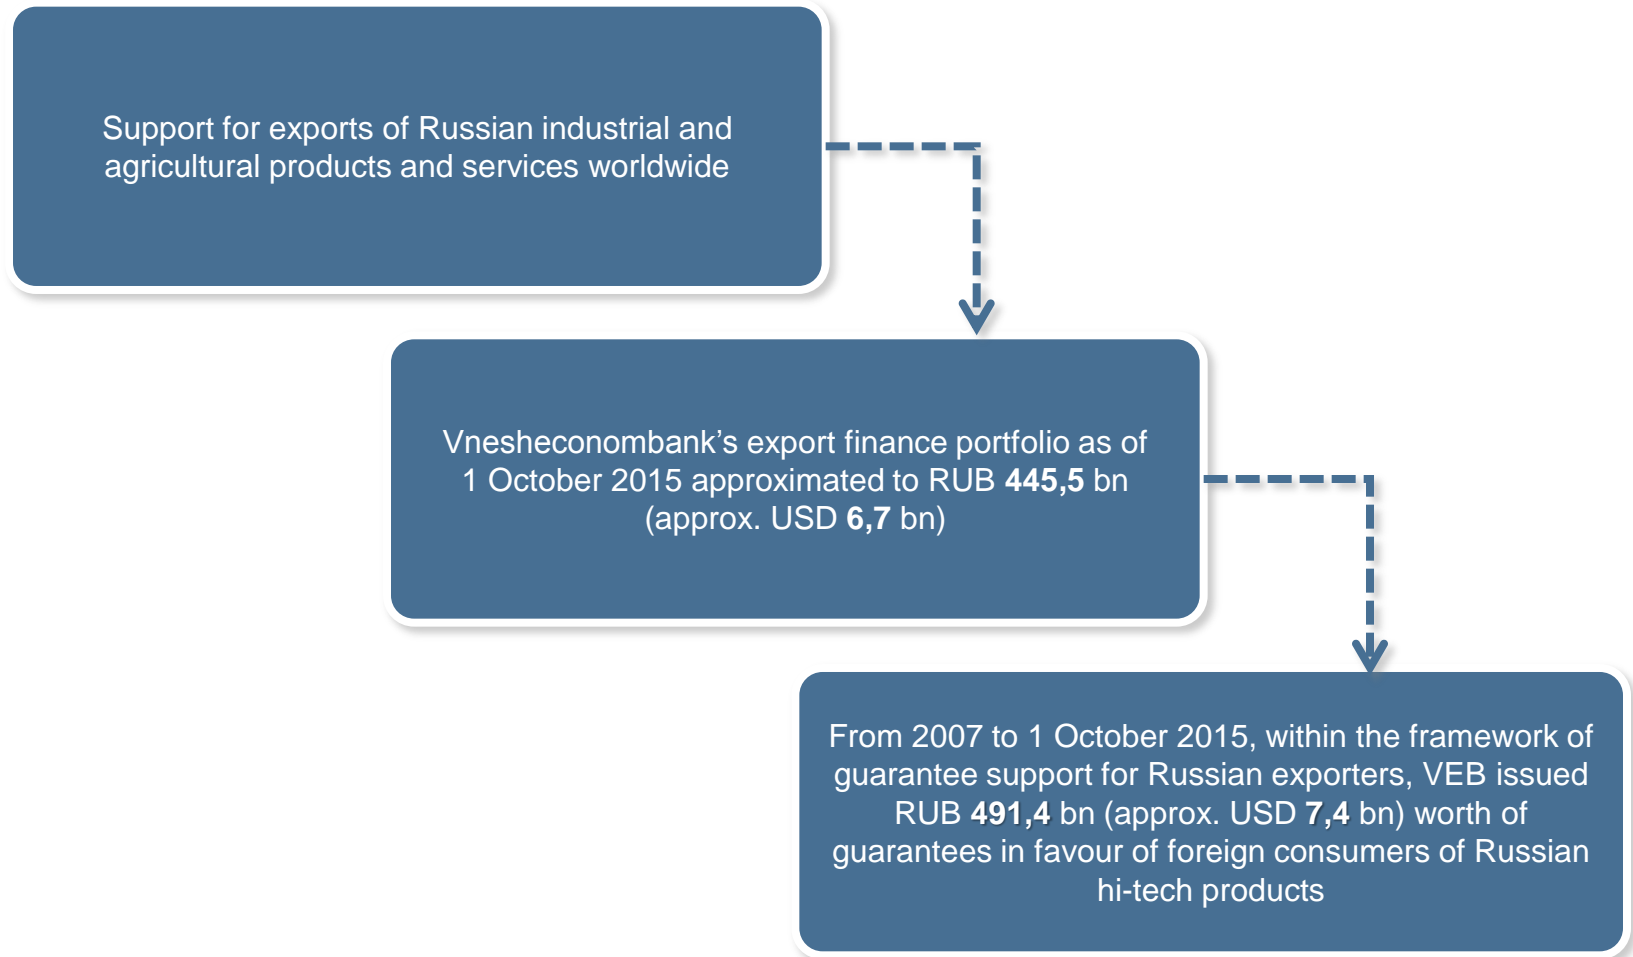 Support for exports of Russian industrial and
agricultural products and services worldwide
Vnesheconombank’s export finance portfolio as of
1 October 2015 approximated to RUB 445,5 bn
(approx. USD 6,7 bn)
From 2007 to 1 October 2015, within the framework of
guarantee support for Russian exporters, VEB issued
RUB 491,4 bn (approx. USD 7,4 bn) worth of
guarantees in favour of foreign consumers of Russian
hi-tech products